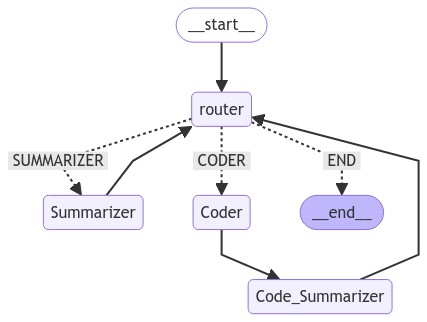 __start__
router
SUMMARIZER
CODER
END
Summarizer
Coder
__end__
Code_Summarizer